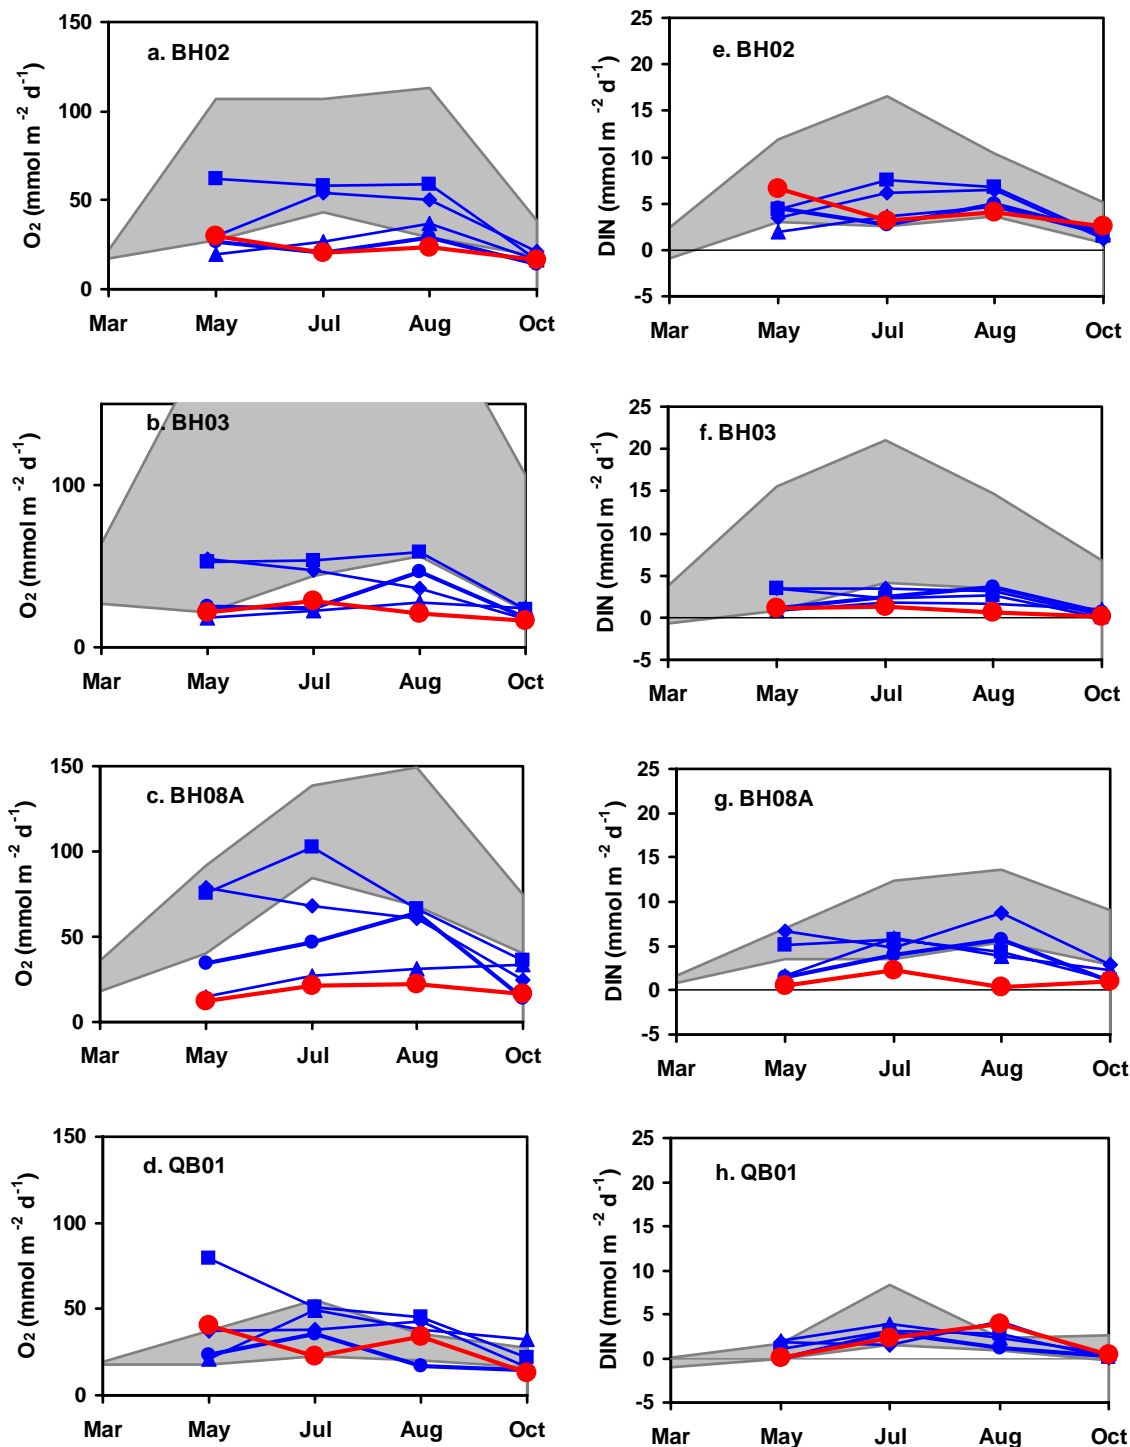 a. BH02
O₂ (mmol m⁻² d⁻¹)
150
100
50
0
Mar May Jul Aug Oct
e. BH02
DIN (mmol m⁻² d⁻¹)
25
20
15
10
5
0
-5
Mar May Jul Aug Oct
b. BH03
O₂ (mmol m⁻² d⁻¹)
100
0
Mar May Jul Aug Oct
f. BH03
DIN (mmol m⁻² d⁻¹)
25
20
15
10
5
0
-5
Mar May Jul Aug Oct
c. BH08A
O₂ (mmol m⁻² d⁻¹)
150
100
50
0
Mar May Jul Aug Oct
g. BH08A
DIN (mmol m⁻² d⁻¹)
25
20
15
10
5
0
-5
Mar May Jul Aug Oct
d. QB01
O₂ (mmol m⁻² d⁻¹)
150
100
50
0
Mar May Jul Aug Oct
h. QB01
DIN (mmol m⁻² d⁻¹)
25
20
15
10
5
0
-5
Mar May Jul Aug Oct